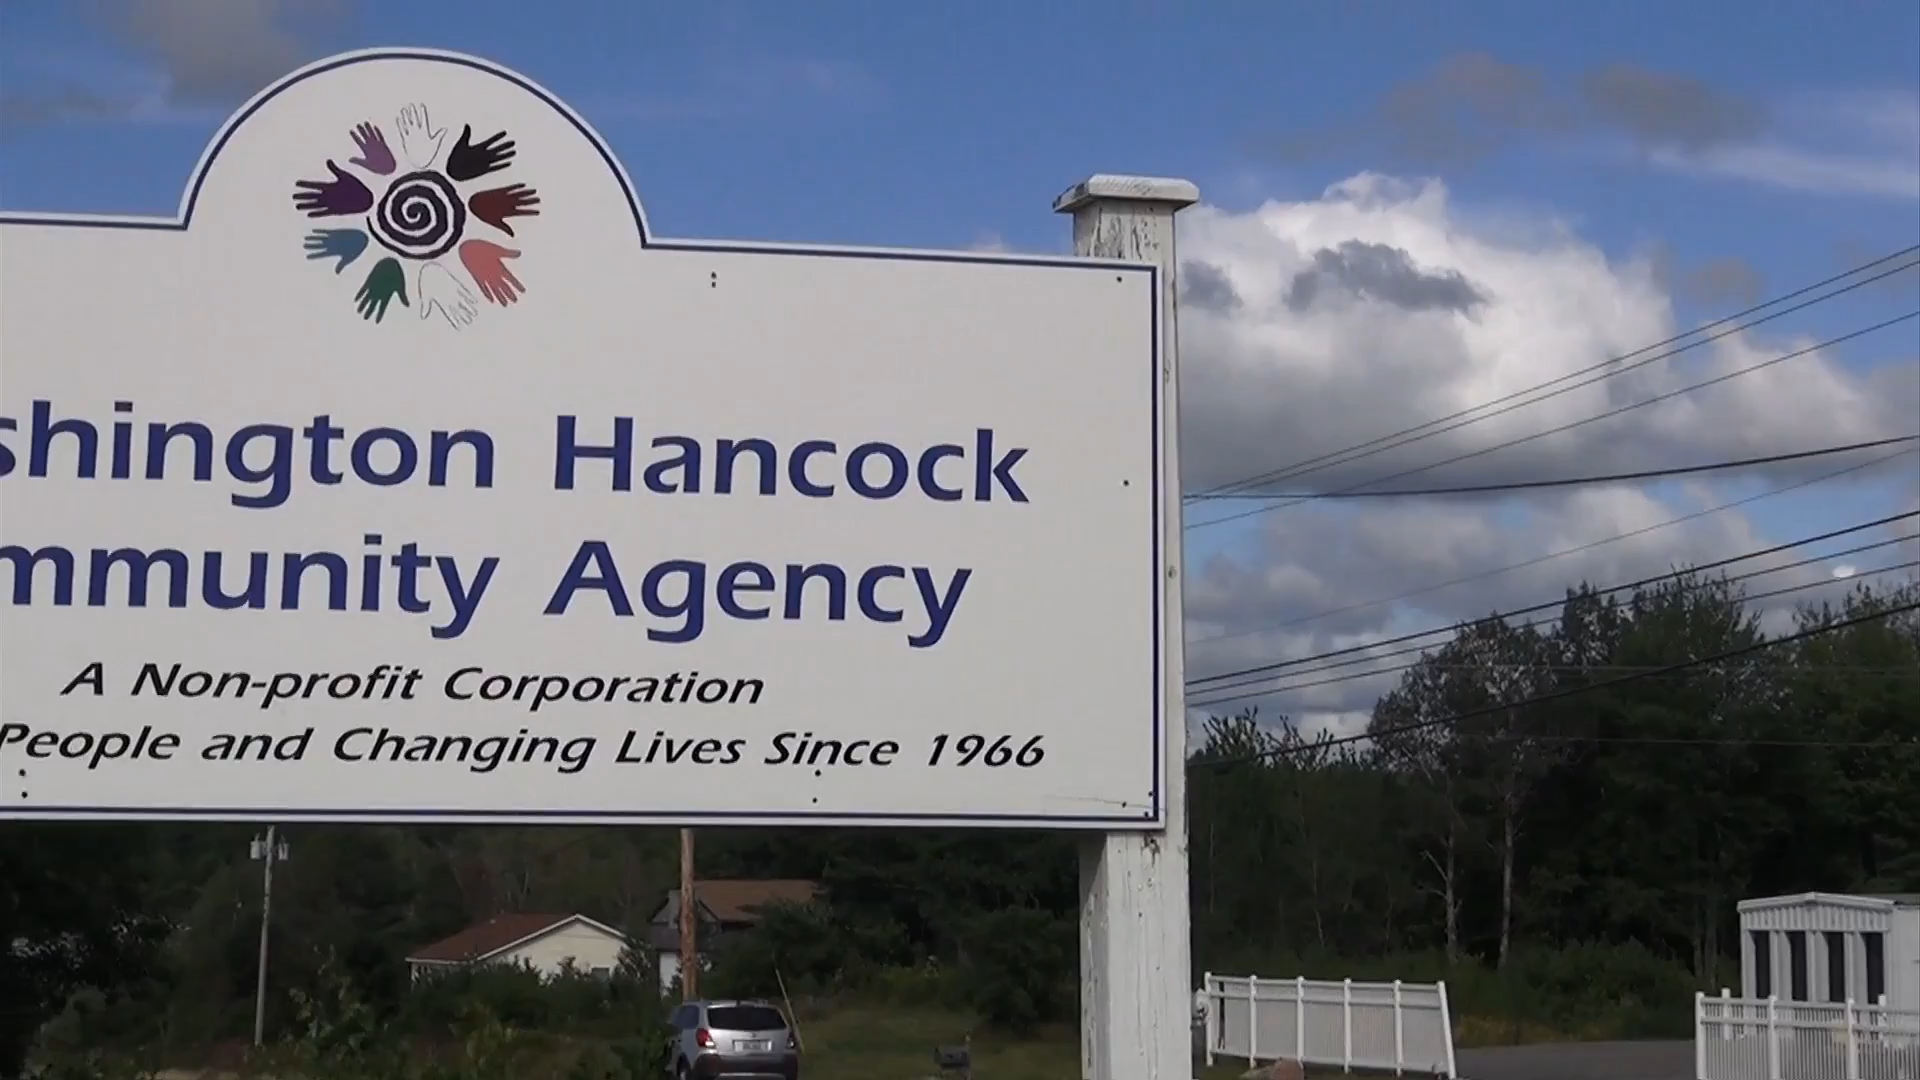 shington Hancock
mmunity Agency
A Non-profit Corporation
People and Changing Lives Since 1966